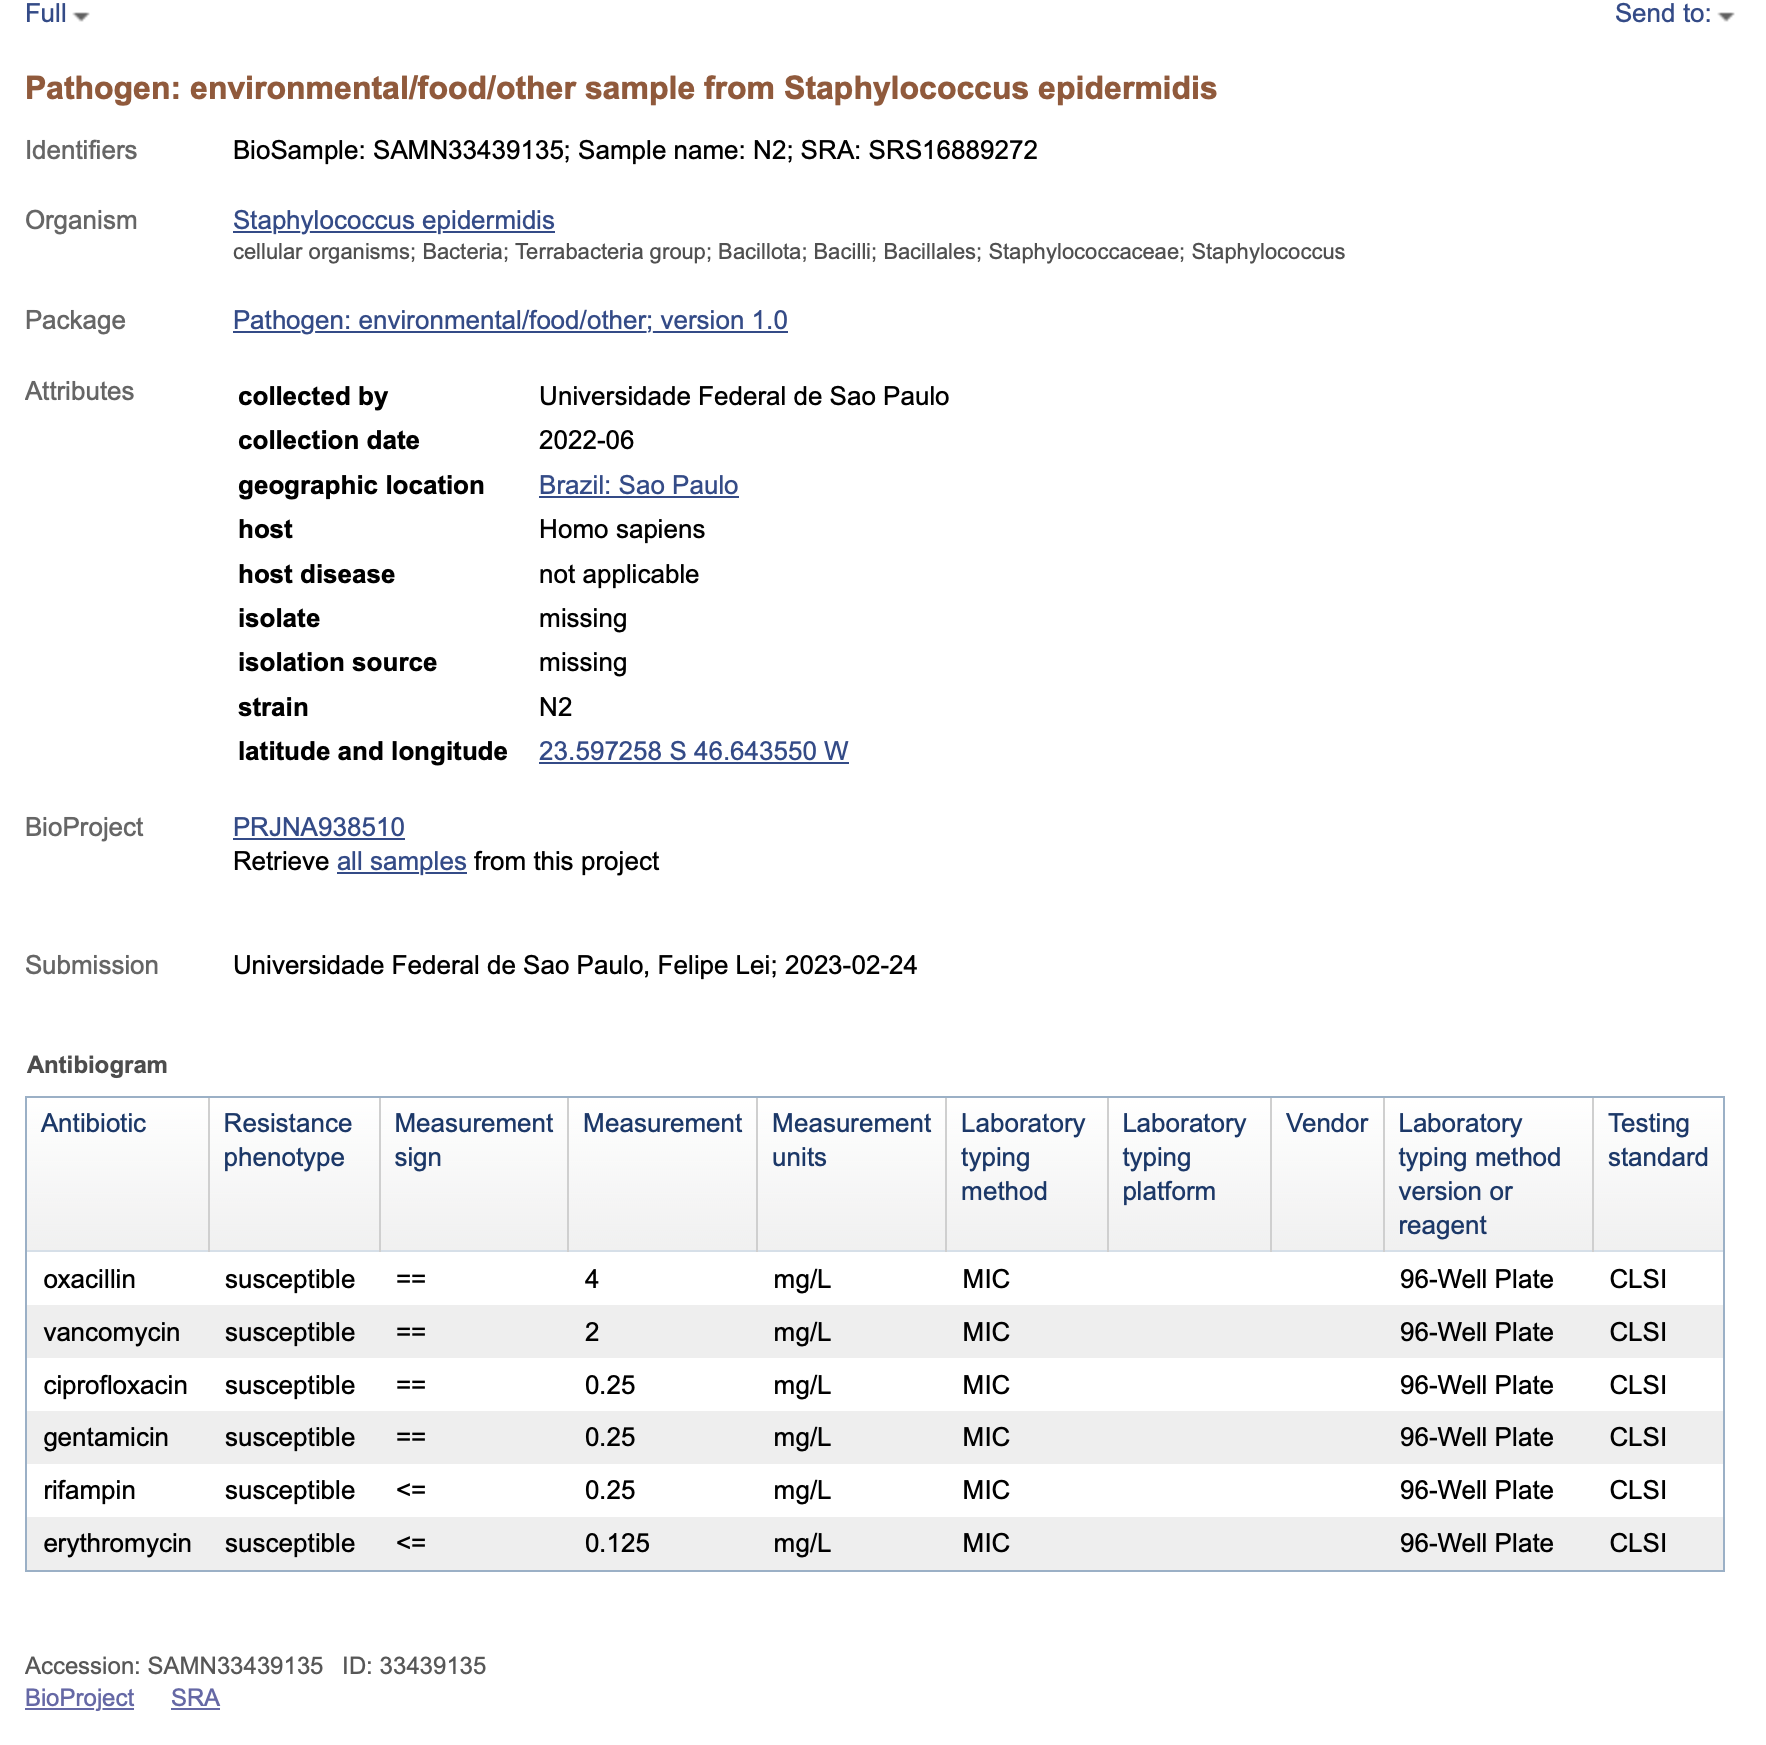 Full Send to:
Pathogen: environmental/food/other sample from Staphylococcus epidermidis
Identifiers BioSample: SAMN33439135; Sample name: N2; SRA: SRS16889272
Organism Staphylococcus epidermidis
cellular organisms; Bacteria; Terrabacteria group; Bacillota; Bacilli; Bacillales; Staphylococcaceae; Staphylococcus
Package Pathogen: environmental/food/other; version 1.0
Attributes
collected by Universidade Federal de Sao Paulo
collection date 2022-06
geographic location Brazil: Sao Paulo
host Homo sapiens
host disease not applicable
isolate missing
isolation source missing
strain N2
latitude and longitude 23.597258 S 46.643550 W
BioProject PRJNA938510
Retrieve all samples from this project
Submission Universidade Federal de Sao Paulo, Felipe Lei; 2023-02-24
Antibiogram
Antibiotic Resistance Measurement Measurement Measurement Laboratory Laboratory Vendor Laboratory Testing
phenotype sign units typing typing typing method standard
method platform version or
reagent
oxacillin susceptible == 4 mg/L MIC 96-Well Plate CLSI
vancomycin susceptible == 2 mg/L MIC 96-Well Plate CLSI
ciprofloxacin susceptible == 0.25 mg/L MIC 96-Well Plate CLSI
gentamicin susceptible == 0.25 mg/L MIC 96-Well Plate CLSI
rifampin susceptible <= 0.25 mg/L MIC 96-Well Plate CLSI
erythromycin susceptible <= 0.125 mg/L MIC 96-Well Plate CLSI
Accession: SAMN33439135 ID: 33439135
BioProject SRA